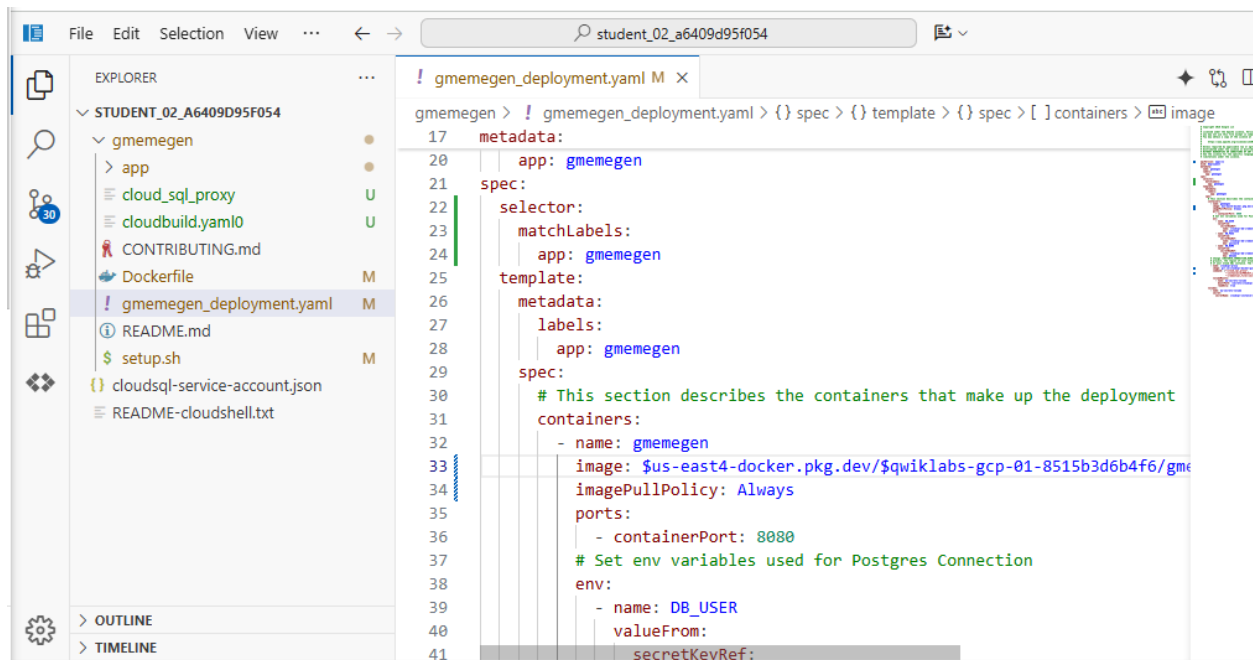 File Edit Selection View ··· ← → student_02_a6409d95f054
EXPLORER ···
STUDENT_02_A6409D95F054
gmemegen
app
cloud_sql_proxy U
cloudbuild.yaml0 U
CONTRIBUTING.md
Dockerfile M
! gmemegen_deployment.yaml M
README.md
$ setup.sh M
{} cloudsql-service-account.json
README-cloudshell.txt
30
> OUTLINE
> TIMELINE
! gmemegen_deployment.yaml M ×
gmemegen > ! gmemegen_deployment.yaml > {} spec > {} template > {} spec > [ ] containers > abc image
17 metadata:
20 app: gmemegen
21 spec:
22 selector:
23 matchLabels:
24 app: gmemegen
25 template:
26 metadata:
27 labels:
28 app: gmemegen
29 spec:
30 # This section describes the containers that make up the deployment
31 containers:
32 - name: gmemegen
33 image: $us-east4-docker.pkg.dev/$qwiklabs-gcp-01-8515b3d6b4f6/gme
34 imagePullPolicy: Always
35 ports:
36 - containerPort: 8080
37 # Set env variables used for Postgres Connection
38 env:
39 - name: DB_USER
40 valueFrom:
41 secretKeyRef: